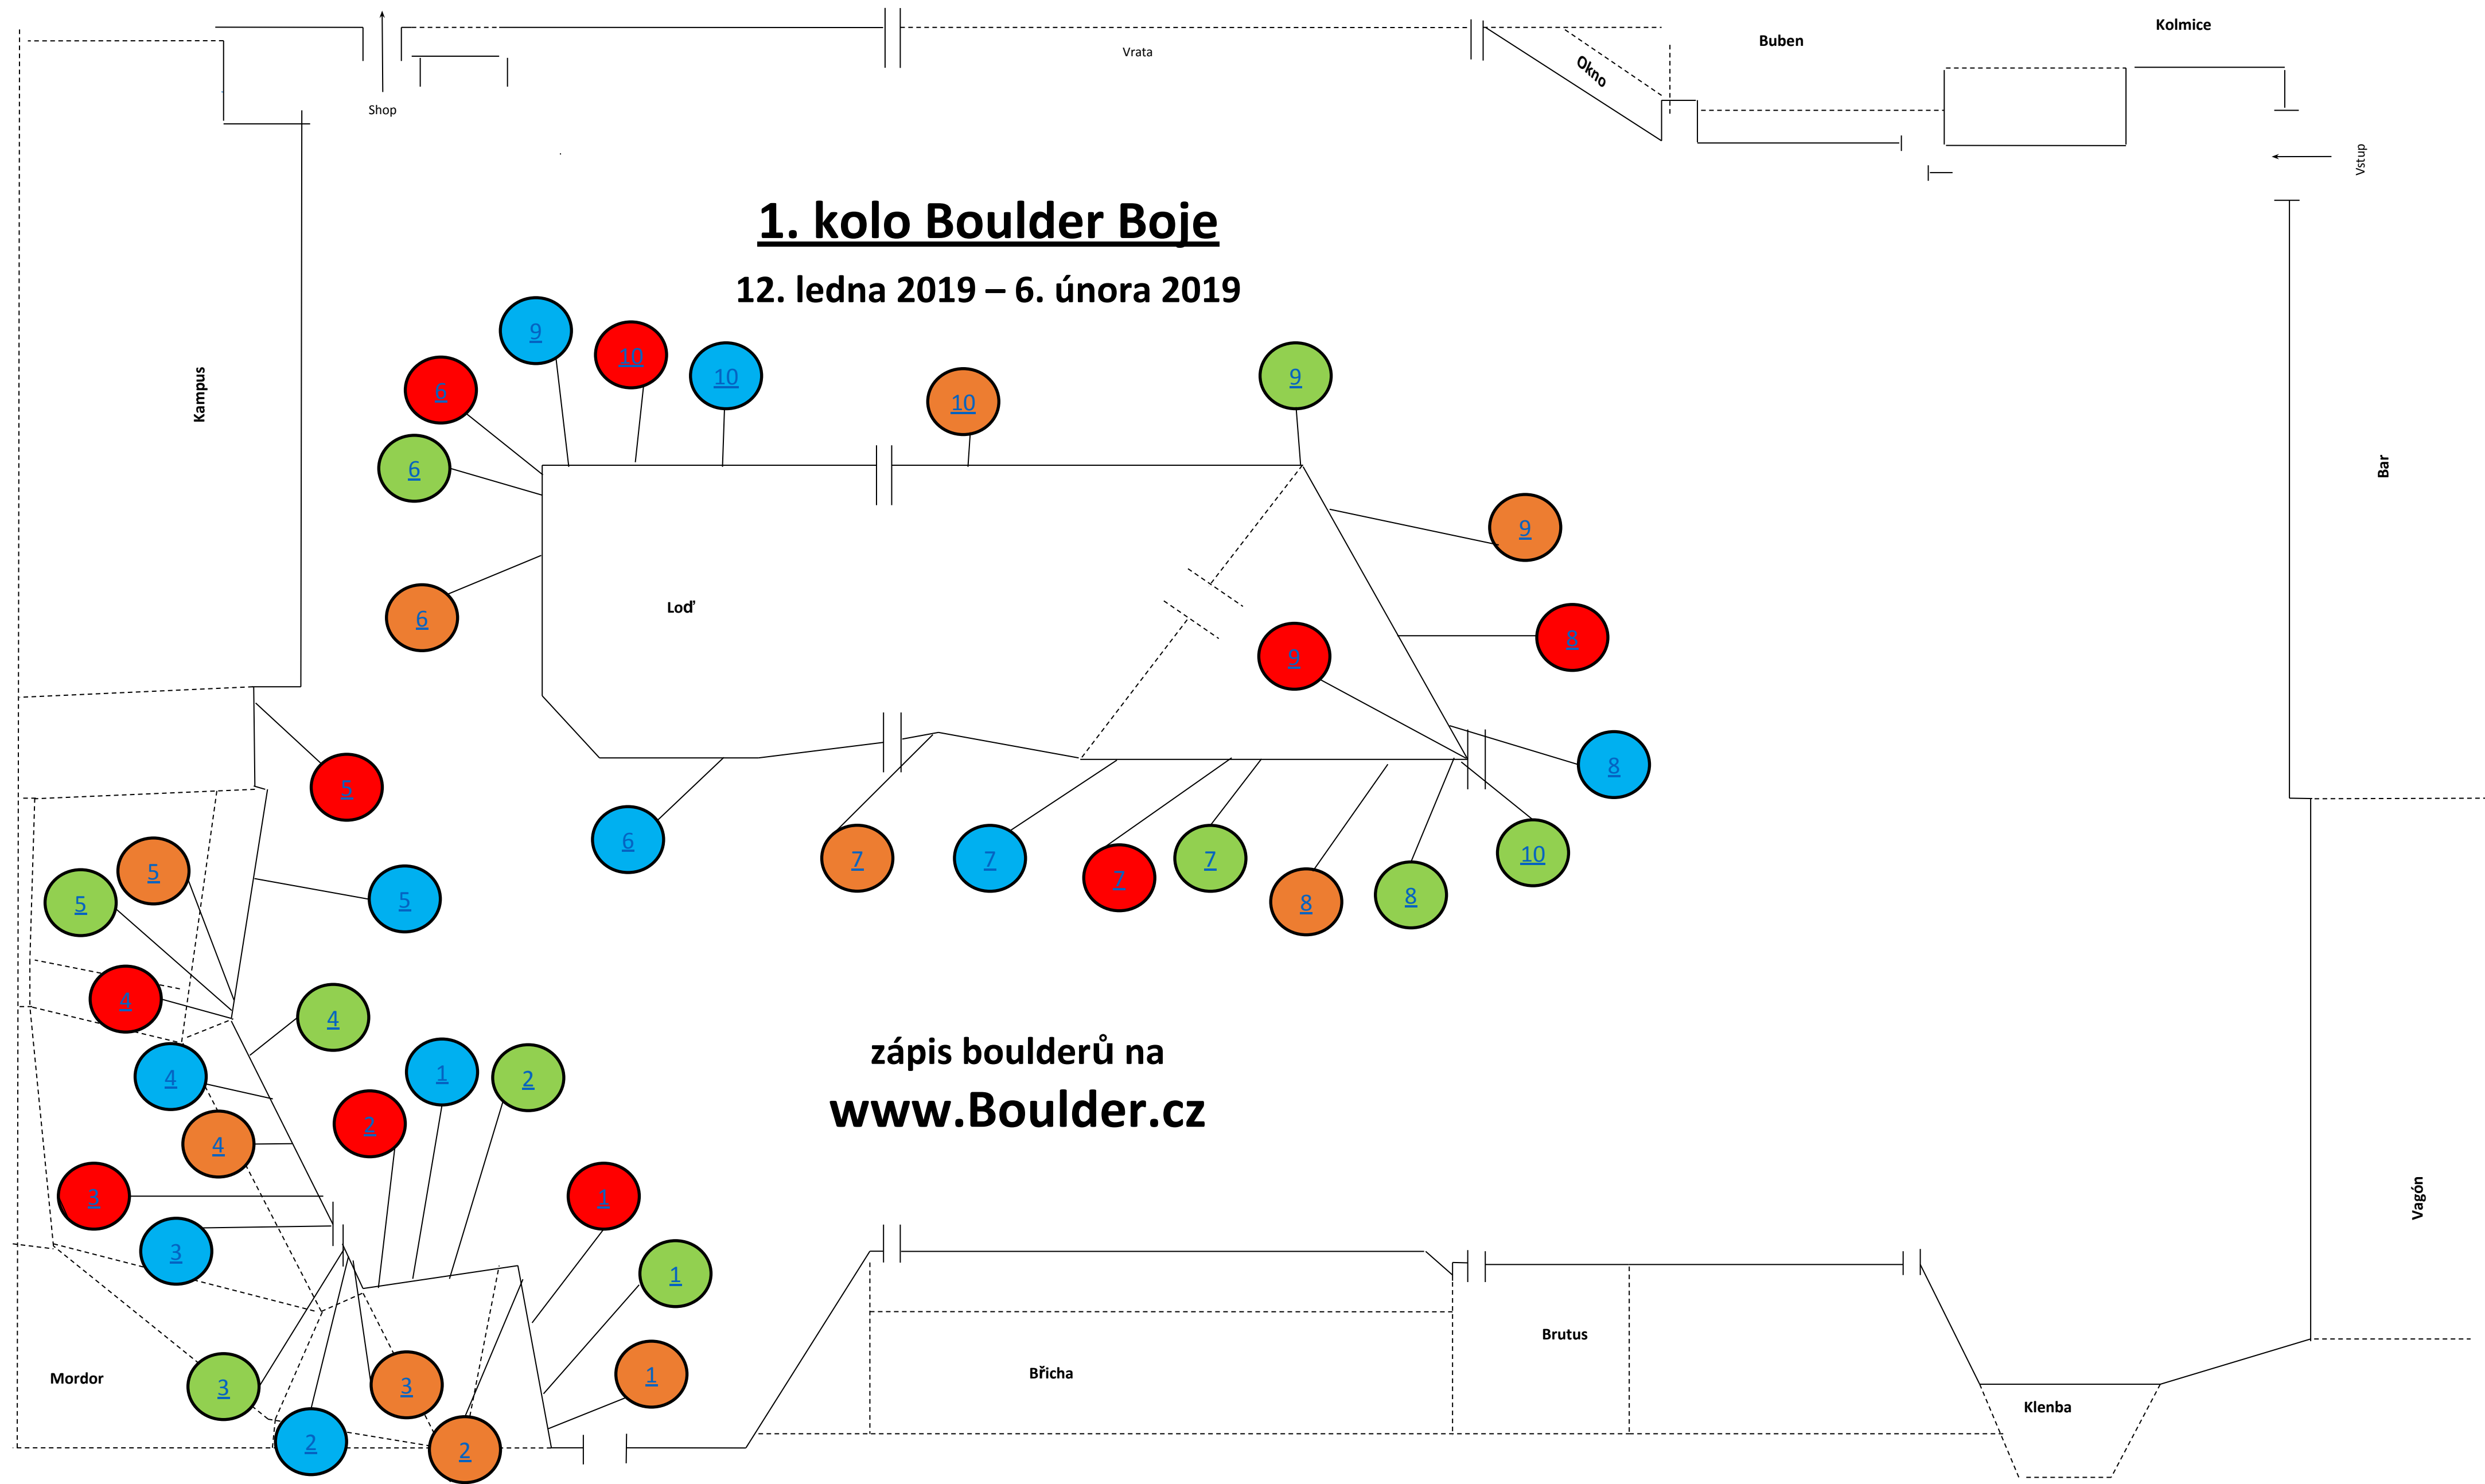 Kolmice
Buben
Vrata
Okno
Shop
Vstup
1. kolo Boulder Boje
12. ledna 2019 – 6. února 2019
9
10
6
10
9
10
Kampus
6
Bar
9
Loď
6
8
9
8
5
6
7
7
7
7
10
5
5
5
8
8
4
4
zápis boulderů na
www.Boulder.cz
4
1
2
2
4
3
1
Vagón
3
1
Brutus
Břicha
Mordor
3
3
1
Klenba
2
2